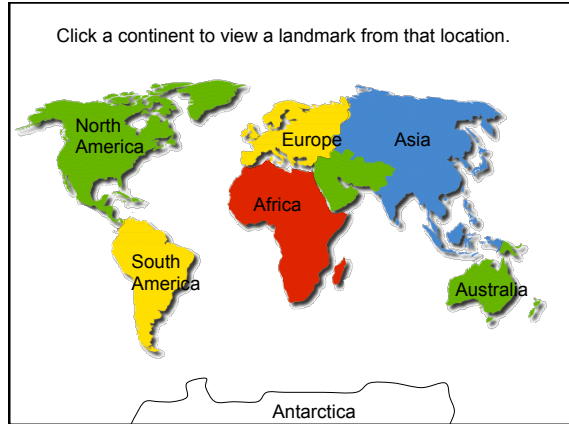 Click a continent to view a landmark from that location.
North
America
Europe
Asia
Africa
South
America
Australia
Antarctica